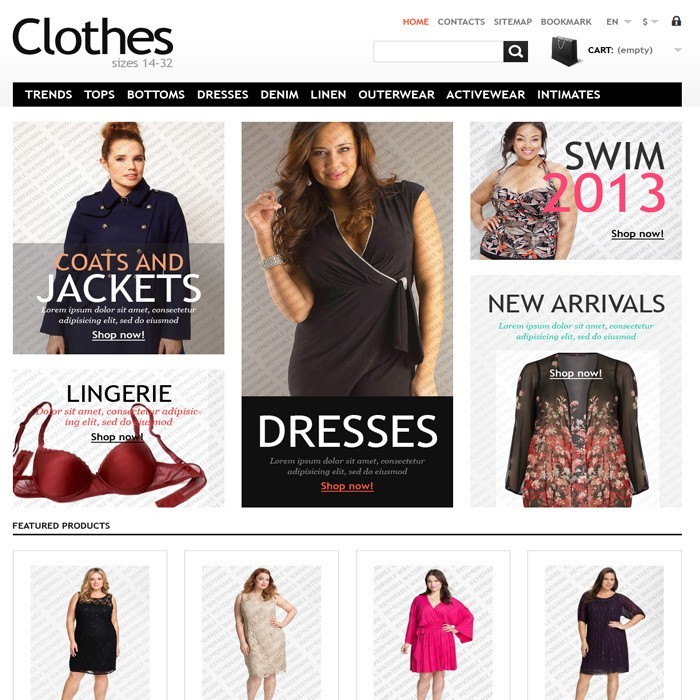 Clothes
sizes 14-32
HOME CONTACTS SITEMAP BOOKMARK EN $
CART: (empty)
TRENDS TOPS BOTTOMS DRESSES DENIM LINEN OUTERWEAR ACTIVEWEAR INTIMATES
COATS AND
JACKETS
Lorem ipsum dolor sit amet, consectetur
adipisicing elit, sed do eiusmod
Shop now!
LINGERIE
Dolor sit amet, consectetur adipisic-
ing elit, sed do eiusmod
Shop now!
DRESSES
Lorem ipsum dolor sit amet, consectetur
adipisicing elit, sed do eiusmod
Shop now!
SWIM
2013
Shop now!
NEW ARRIVALS
Lorem ipsum dolor sit amet, consectetur
adipisicing elit, sed do eiusmod
Shop now!
FEATURED PRODUCTS